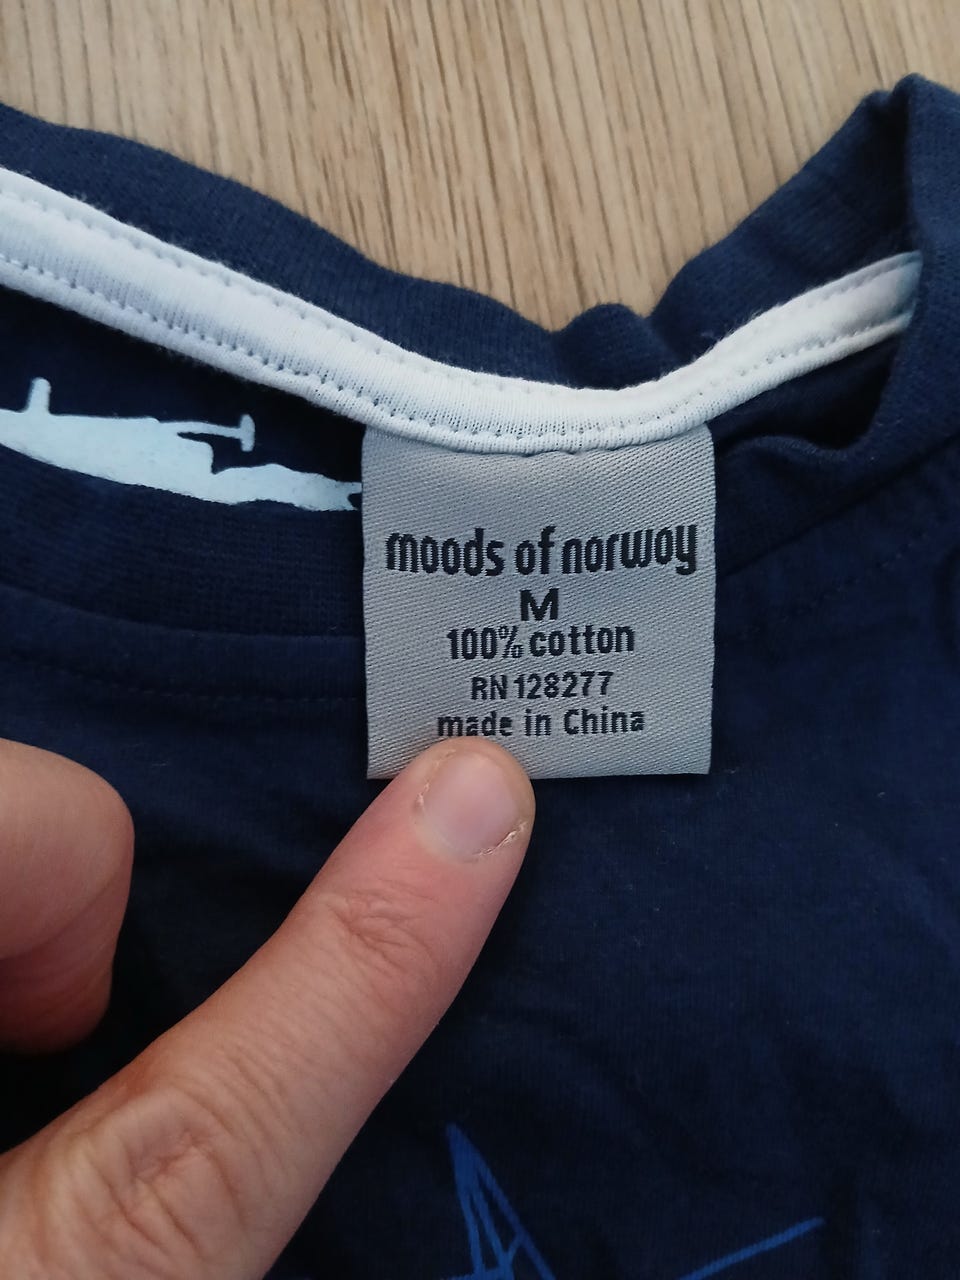 moods of norway
M
100% cotton
RN 128277
made in China